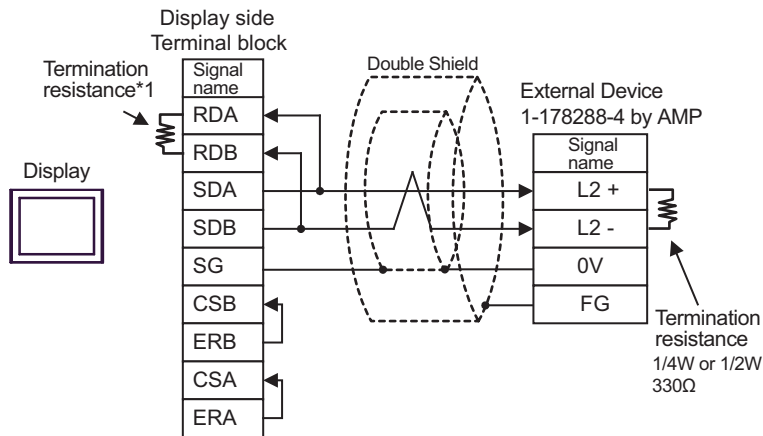 Display side
Terminal block
Termination
resistance*1
Double Shield
External Device
1-178288-4 by AMP
Display
Signal
name
RDA
RDB
SDA
SDB
SG
CSB
ERB
CSA
ERA
Signal
name
L2 +
L2 -
0V
FG
Termination
resistance
1/4W or 1/2W
330Ω